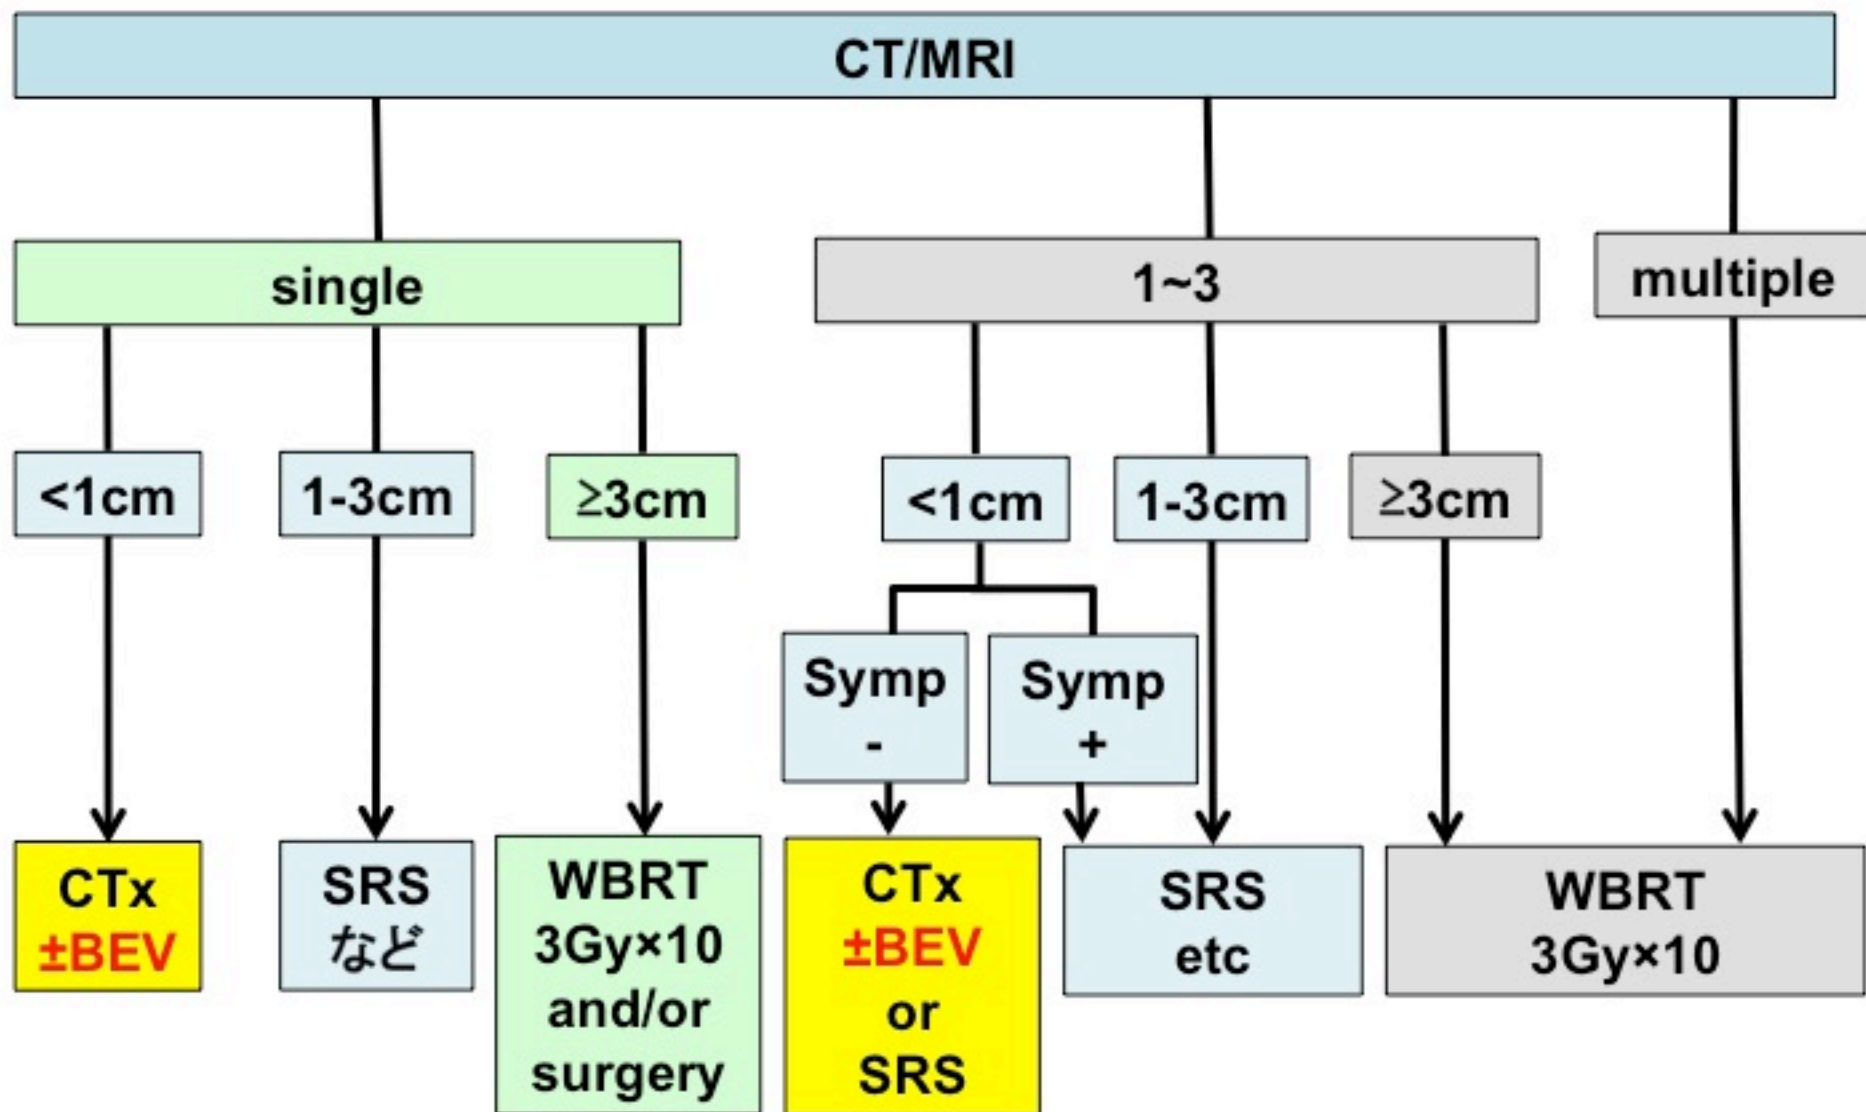 CT/MRI
single
1~3
multiple
<1cm
1-3cm
≥3cm
<1cm
1-3cm
≥3cm
Symp
-
Symp
+
CTx
±BEV
SRS
など
WBRT
3Gy×10
and/or
surgery
CTx
±BEV
or
SRS
SRS
etc
WBRT
3Gy×10